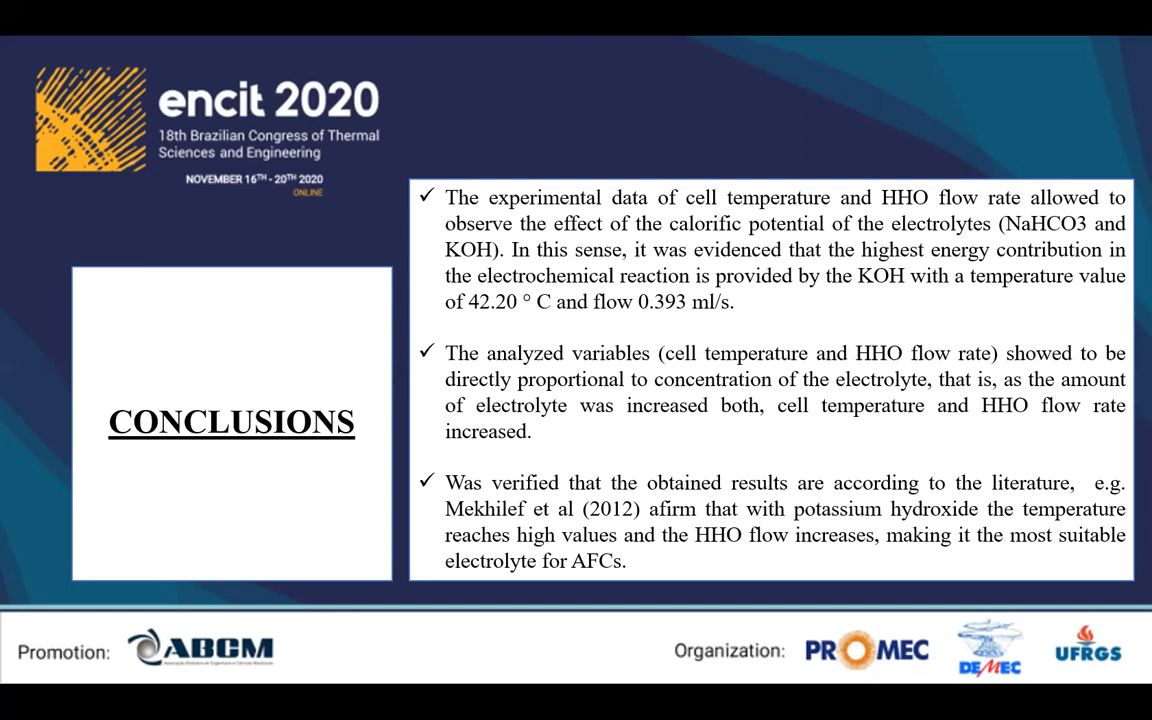 encit 2020
18th Brazilian Congress of Thermal
Sciences and Engineering
NOVEMBER 16TH - 20TH 2020
ONLINE
CONCLUSIONS
✓ The experimental data of cell temperature and HHO flow rate allowed to
observe the effect of the calorific potential of the electrolytes (NaHCO3 and
KOH). In this sense, it was evidenced that the highest energy contribution in
the electrochemical reaction is provided by the KOH with a temperature value
of 42.20 ° C and flow 0.393 ml/s.
✓ The analyzed variables (cell temperature and HHO flow rate) showed to be
directly proportional to concentration of the electrolyte, that is, as the amount
of electrolyte was increased both, cell temperature and HHO flow rate
increased.
✓ Was verified that the obtained results are according to the literature, e.g.
Mekhilef et al (2012) afirm that with potassium hydroxide the temperature
reaches high values and the HHO flow increases, making it the most suitable
electrolyte for AFCs.
Promotion:
ABCM
Organization:
PROMEC
DEMEC
UFRGS